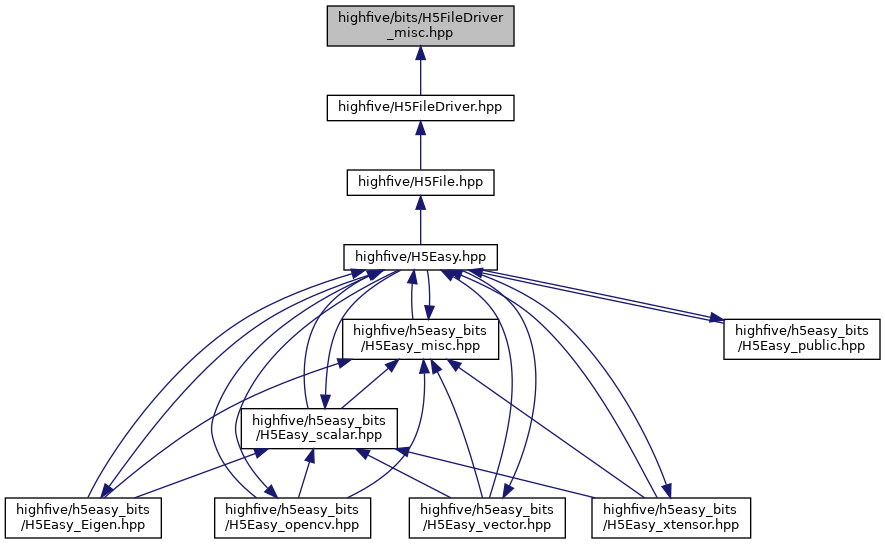 highfive/bits/H5FileDriver
_misc.hpp
highfive/H5FileDriver.hpp
highfive/H5File.hpp
highfive/H5Easy.hpp
highfive/h5easy_bits
/H5Easy_misc.hpp
highfive/h5easy_bits
/H5Easy_public.hpp
highfive/h5easy_bits
/H5Easy_scalar.hpp
highfive/h5easy_bits
/H5Easy_Eigen.hpp
highfive/h5easy_bits
/H5Easy_opencv.hpp
highfive/h5easy_bits
/H5Easy_vector.hpp
highfive/h5easy_bits
/H5Easy_xtensor.hpp